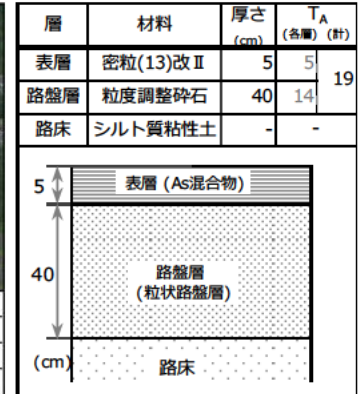 層 材料 厚さ(cm) TA (各層) (計)
表層 密粒(13)改Ⅱ 5 5 19
路盤層 粒度調整砕石 40 14
路床 シルト質粘性土 - -
5 表層 (As混合物)
40 路盤層
(粒状路盤層)
(cm) 路床